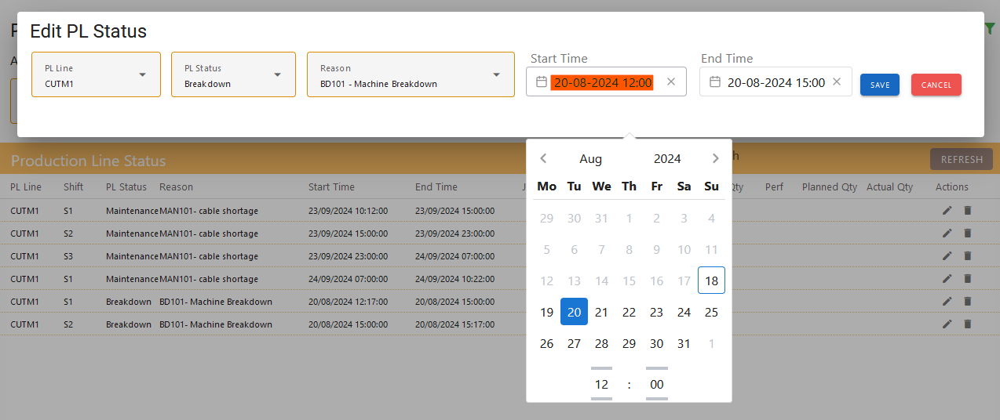 P
Edit PL Status
A
PL Line
CUTM1
PL Status
Breakdown
Reason
BD101 - Machine Breakdown
Start Time
20-08-2024 12:00
End Time
20-08-2024 15:00
SAVE
CANCEL
Production Line Status
h
REFRESH
PL Line Shift PL Status Reason Start Time End Time J Qty Perf Planned Qty Actual Qty Actions
CUTM1 S1 Maintenance MAN101- cable shortage 23/09/2024 10:12:00 23/09/2024 15:00:00
CUTM1 S2 Maintenance MAN101- cable shortage 23/09/2024 15:00:00 23/09/2024 23:00:00
CUTM1 S3 Maintenance MAN101- cable shortage 23/09/2024 23:00:00 24/09/2024 07:00:00
CUTM1 S1 Maintenance MAN101- cable shortage 24/09/2024 07:00:00 24/09/2024 10:22:00
CUTM1 S1 Breakdown BD101- Machine Breakdown 20/08/2024 12:17:00 20/08/2024 15:00:00
CUTM1 S2 Breakdown BD101- Machine Breakdown 20/08/2024 15:00:00 20/08/2024 15:17:00
Aug 2024
Mo Tu We Th Fr Sa Su
29 30 31 1 2 3 4
5 6 7 8 9 10 11
12 13 14 15 16 17 18
19 20 21 22 23 24 25
26 27 28 29 30 31 1
12 : 00